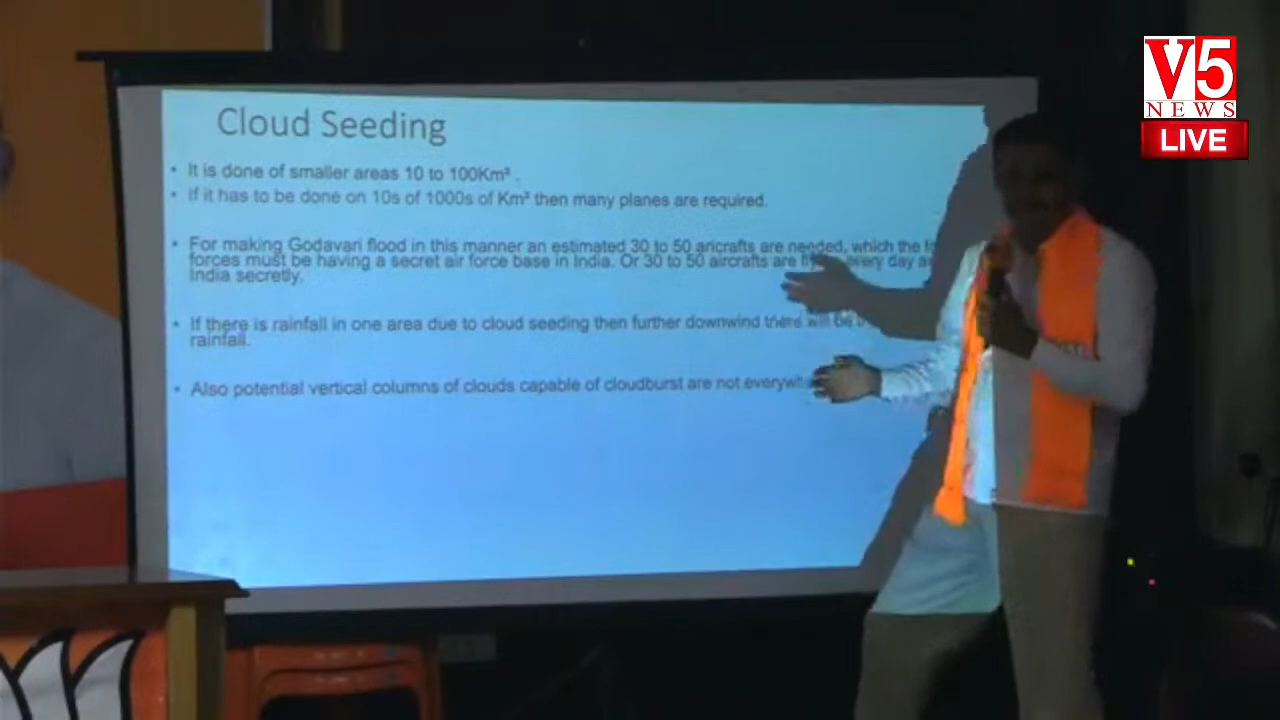 V5
NEWS
LIVE
Cloud Seeding
• It is done of smaller areas 10 to 100Km² .
• If it has to be done on 10s of 1000s of Km² then many planes are required.
• For making Godavari flood in this manner an estimated 30 to 50 aricrafts are needed, which the
forces must be having a secret air force base in India. Or 30 to 50 aircrafts are every day
India secretly.
• If there is rainfall in one area due to cloud seeding then further downwind there will be
rainfall.
• Also potential vertical columns of clouds capable of cloudburst are not